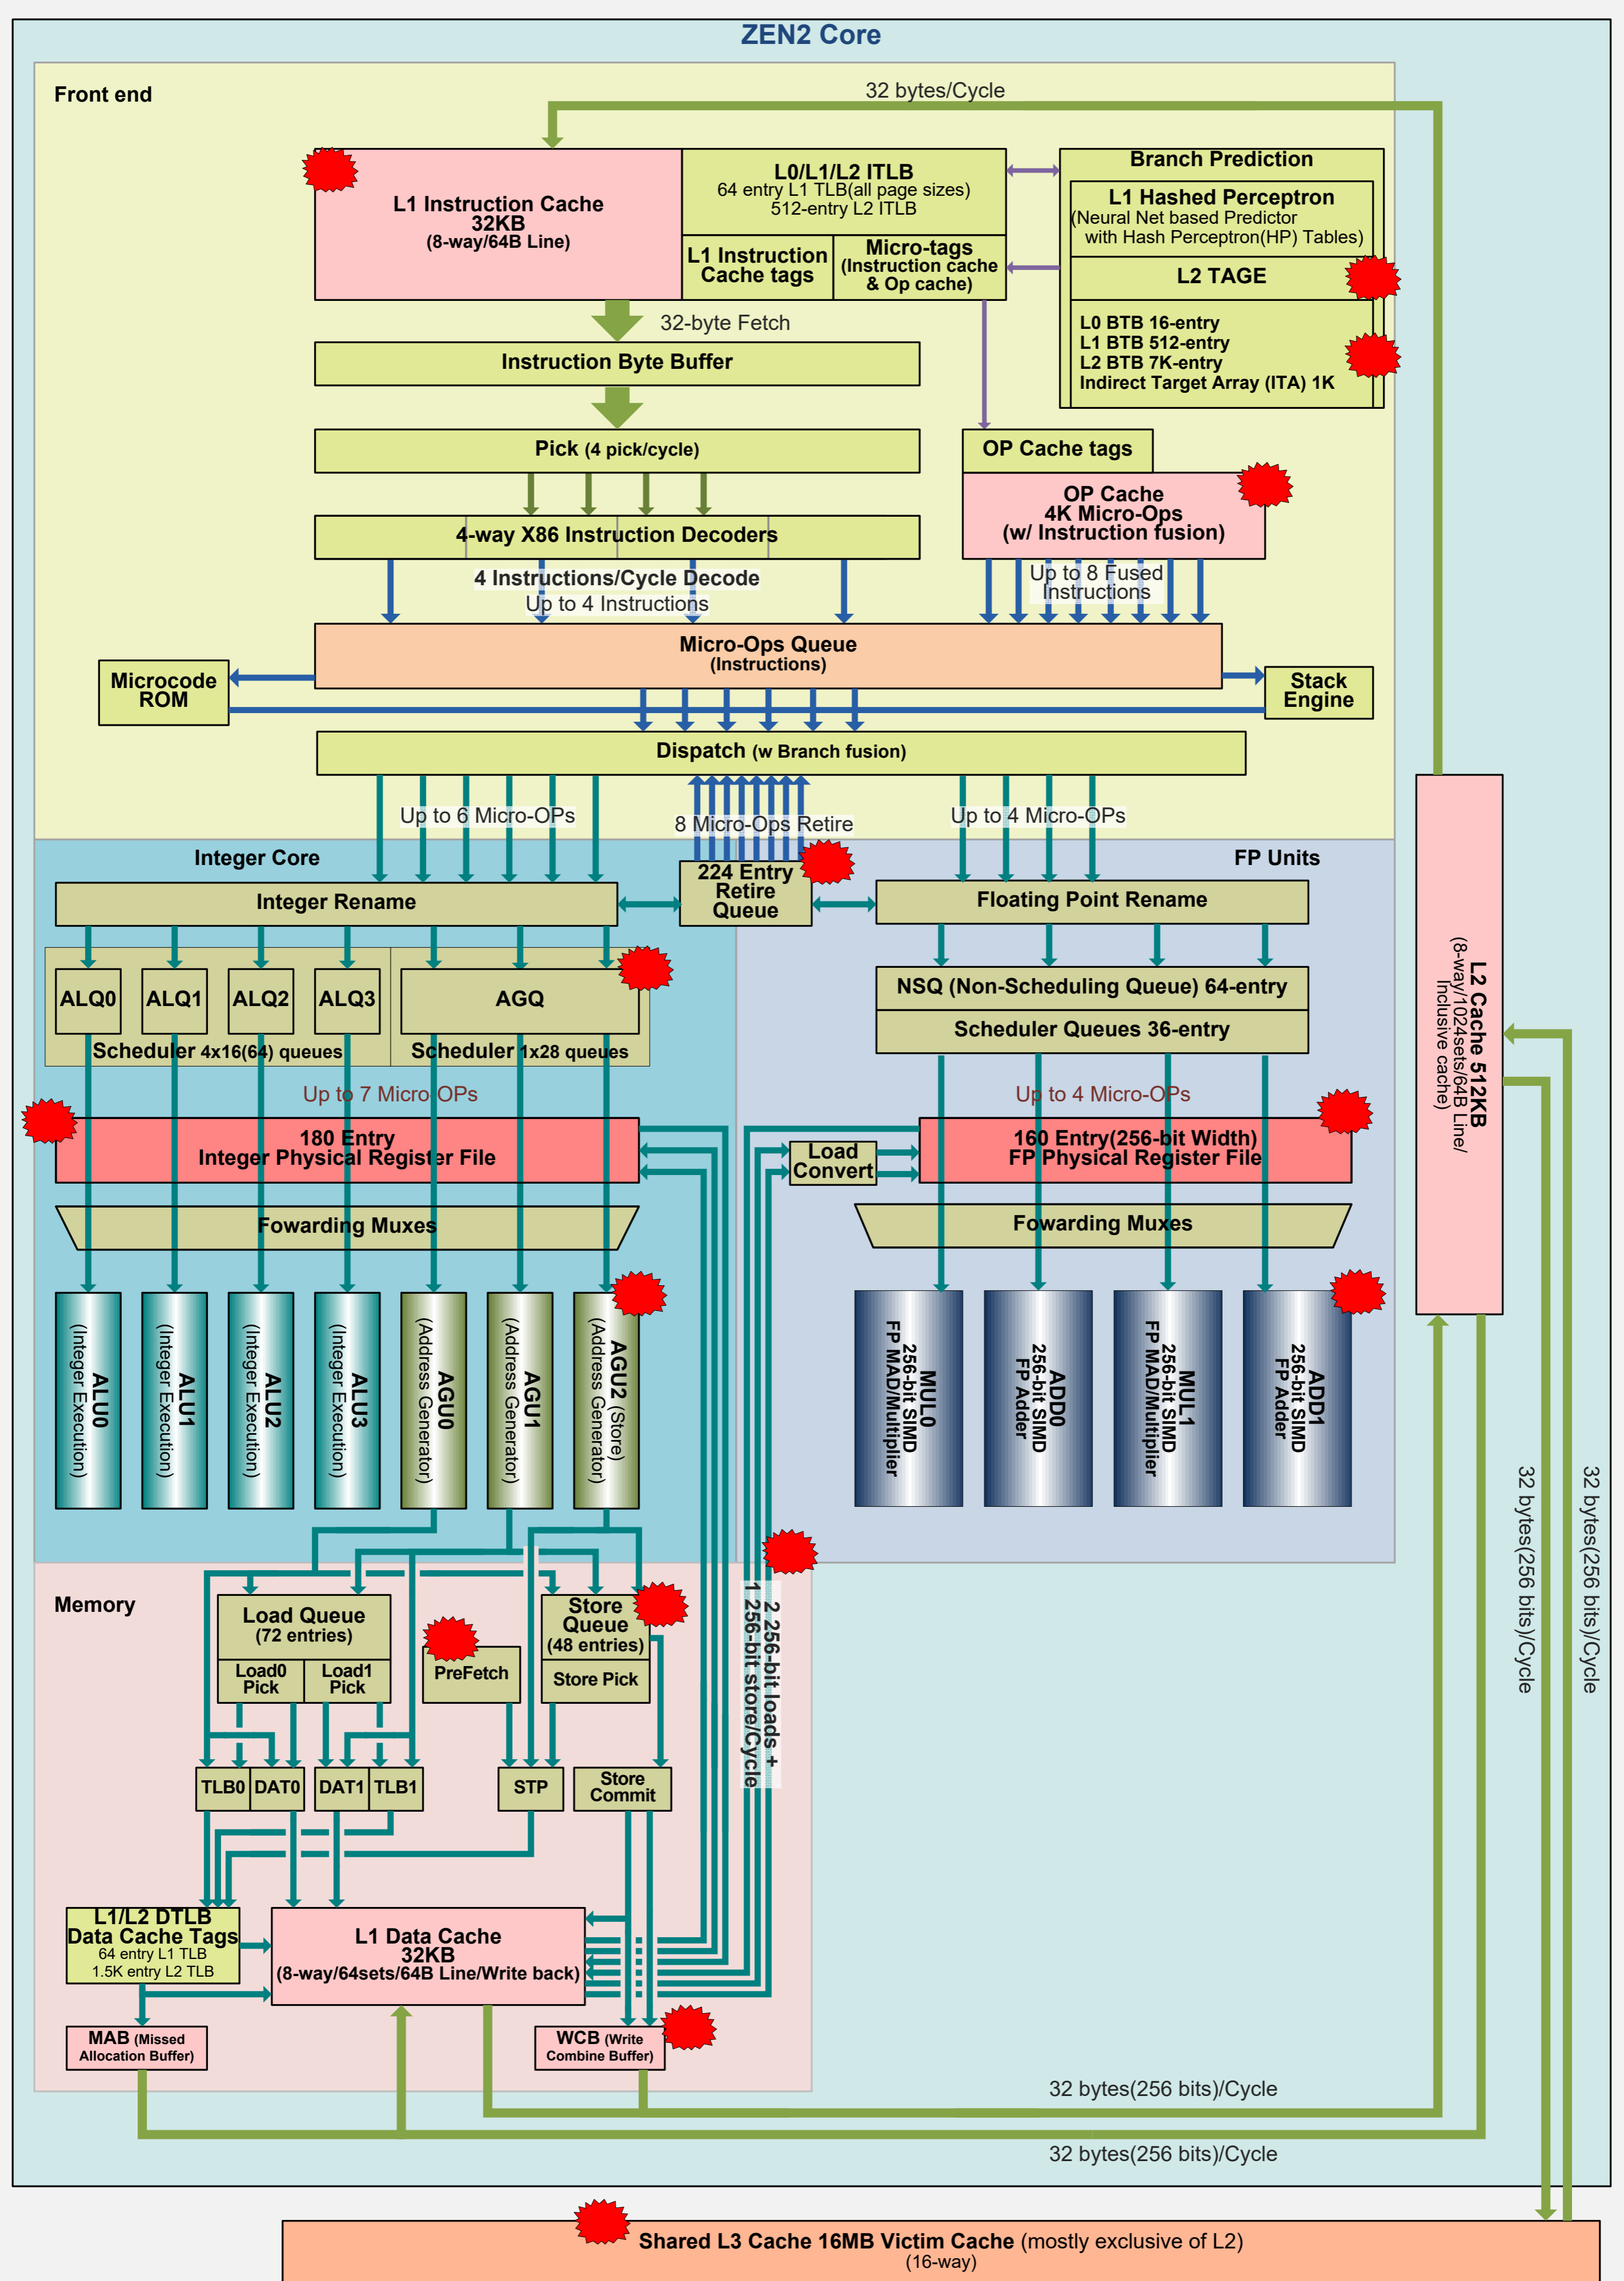 ZEN2 Core
Front end
32 bytes/Cycle
L1 Instruction Cache
32KB
(8-way/64B Line)
L0/L1/L2 ITLB
64 entry L1 TLB(all page sizes)
512-entry L2 ITLB
L1 Instruction
Cache tags
Micro-tags
(Instruction cache
& Op cache)
Branch Prediction
L1 Hashed Perceptron
(Neural Net based Predictor
with Hash Perceptron(HP) Tables)
L2 TAGE
L0 BTB 16-entry
L1 BTB 512-entry
L2 BTB 7K-entry
Indirect Target Array (ITA) 1K
32-byte Fetch
Instruction Byte Buffer
Pick (4 pick/cycle)
OP Cache tags
OP Cache
4K Micro-Ops
(w/ Instruction fusion)
4-way X86 Instruction Decoders
4 Instructions/Cycle Decode
Up to 4 Instructions
Up to 8 Fused
Instructions
Micro-Ops Queue
(Instructions)
Microcode
ROM
Stack
Engine
Dispatch (w Branch fusion)
Up to 6 Micro-OPs
8 Micro-Ops Retire
Up to 4 Micro-OPs
Integer Core
224 Entry
Retire
Queue
FP Units
Integer Rename
Floating Point Rename
ALQ0
ALQ1
ALQ2
ALQ3
AGQ
Scheduler 4x16(64) queues
Scheduler 1x28 queues
NSQ (Non-Scheduling Queue) 64-entry
Scheduler Queues 36-entry
L2 Cache 512KB
(8-way/1024sets/64B Line/
Inclusive cache)
Up to 7 Micro-OPs
Up to 4 Micro-OPs
180 Entry
Integer Physical Register File
Load
Convert
160 Entry(256-bit Width)
FP Physical Register File
Fowarding Muxes
Fowarding Muxes
ALU0
(Integer Execution)
ALU1
(Integer Execution)
ALU2
(Integer Execution)
ALU3
(Integer Execution)
AGU0
(Address Generator)
AGU1
(Address Generator)
AGU2 (Store)
(Address Generator)
MUL0
256-bit SIMD
FP MAD/Multiplier
ADD0
256-bit SIMD
FP Adder
MUL1
256-bit SIMD
FP MAD/Multiplier
ADD1
256-bit SIMD
FP Adder
32 bytes(256 bits)/Cycle
32 bytes(256 bits)/Cycle
Memory
Load Queue
(72 entries)
Load0
Pick
Load1
Pick
PreFetch
Store
Queue
(48 entries)
Store Pick
2 256-bit loads +
1 256-bit store/Cycle
TLB0
DAT0
DAT1
TLB1
STP
Store
Commit
L1/L2 DTLB
Data Cache Tags
64 entry L1 TLB
1.5K entry L2 TLB
L1 Data Cache
32KB
(8-way/64sets/64B Line/Write back)
MAB (Missed
Allocation Buffer)
WCB (Write
Combine Buffer)
32 bytes(256 bits)/Cycle
32 bytes(256 bits)/Cycle
Shared L3 Cache 16MB Victim Cache (mostly exclusive of L2)
(16-way)